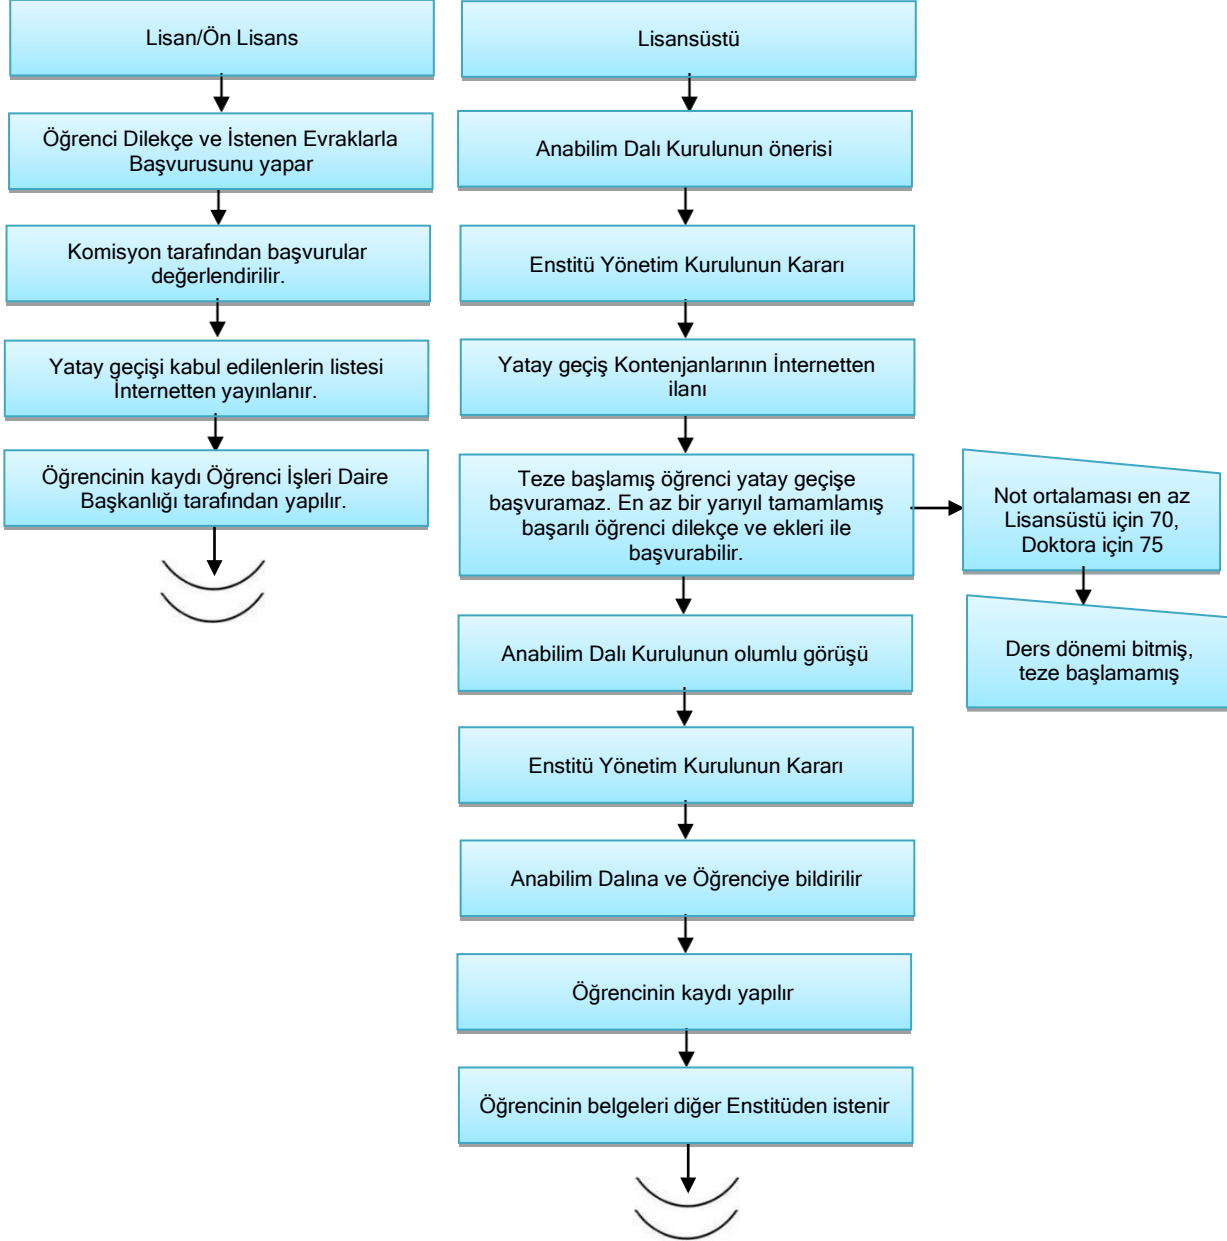 Lisan/Ön Lisans
Öğrenci Dilekçe ve İstenen Evraklarla
Başvurusunu yapar
Komisyon tarafından başvurular
değerlendirilir.
Yatay geçişi kabul edilenlerin listesi
İnternetten yayınlanır.
Öğrencinin kaydı Öğrenci İşleri Daire
Başkanlığı tarafından yapılır.
Lisansüstü
Anabilim Dalı Kurulunun önerisi
Enstitü Yönetim Kurulunun Kararı
Yatay geçiş Kontenjanlarının İnternetten
ilanı
Teze başlamış öğrenci yatay geçişe
başvuramaz. En az bir yarıyıl tamamlamış
başarılı öğrenci dilekçe ve ekleri ile
başvurabilir.
Not ortalaması en az
Lisansüstü için 70,
Doktora için 75
Ders dönemi bitmiş,
teze başlamamış
Anabilim Dalı Kurulunun olumlu görüşü
Enstitü Yönetim Kurulunun Kararı
Anabilim Dalına ve Öğrenciye bildirilir
Öğrencinin kaydı yapılır
Öğrencinin belgeleri diğer Enstitüden istenir